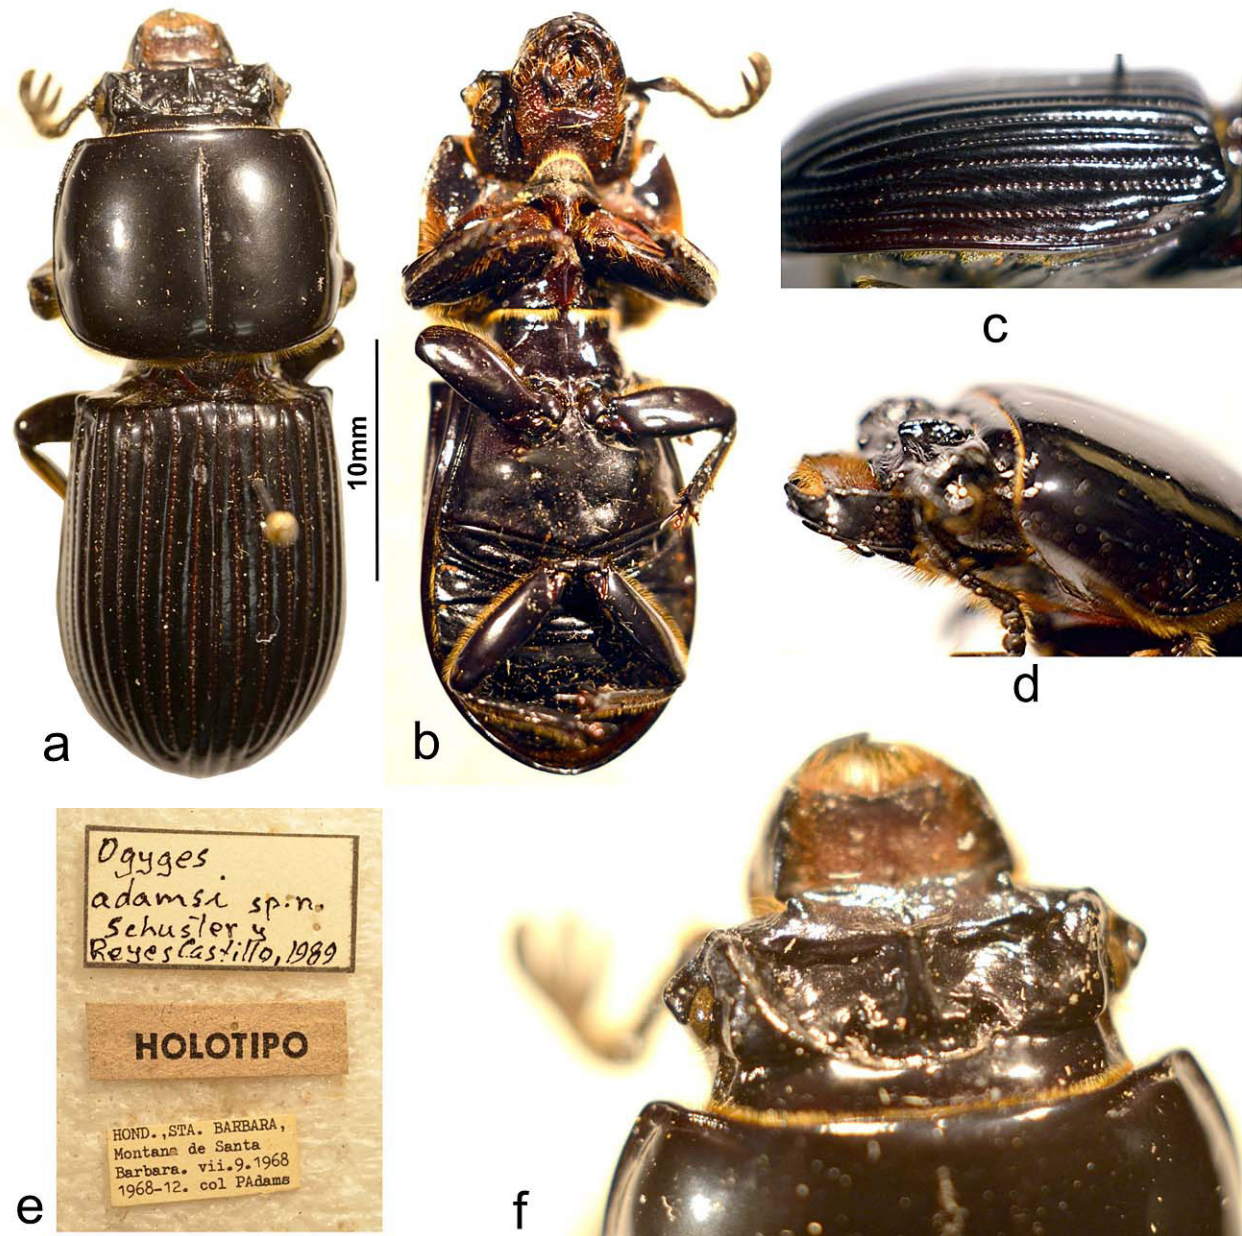 a
10mm
b
c
d
Ogyges
adamsi sp.n.
Schuster y
Reyes Castillo, 1989
HOLOTIPO
HOND.,STA. BARBARA,
Montana de Santa
Barbara. vii.9.1968
1968-12. col PAdams
e
f